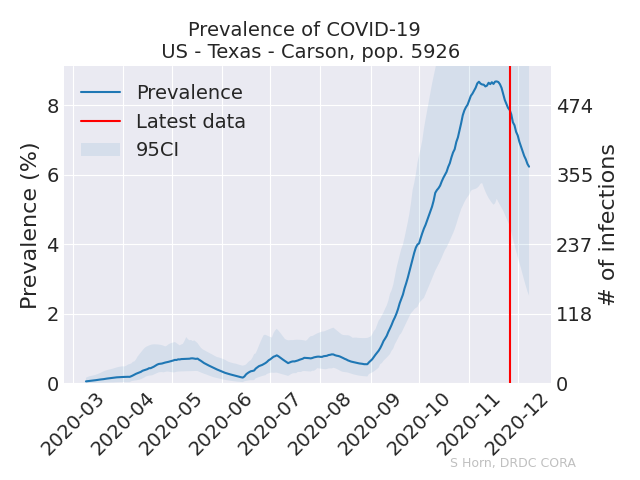 Prevalence of COVID-19
US - Texas - Carson, pop. 5926
Prevalence
Latest data
95CI
Prevalence (%)
8
6
4
2
0
474
355
237
118
0
# of infections
2020-03
2020-04
2020-05
2020-06
2020-07
2020-08
2020-09
2020-10
2020-11
2020-12
S Horn, DRDC CORA